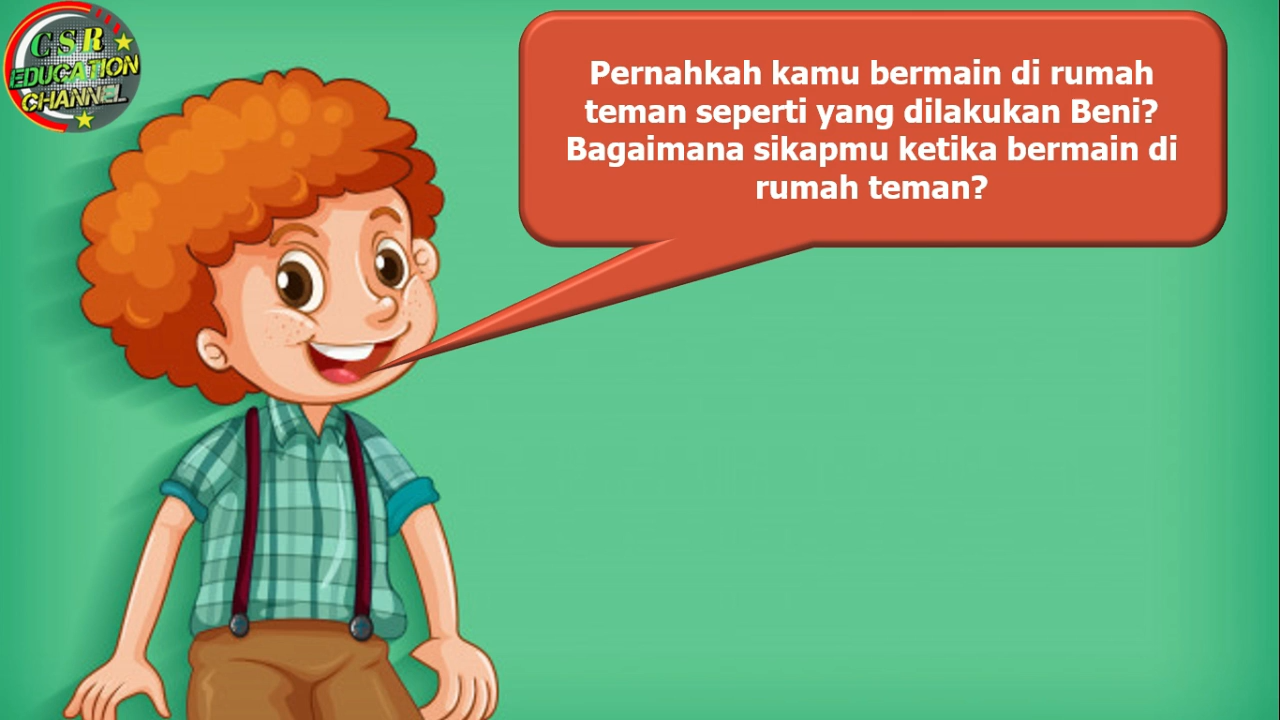 CSR
EDUCATION
CHANNEL
Pernahkah kamu bermain di rumah
teman seperti yang dilakukan Beni?
Bagaimana sikapmu ketika bermain di
rumah teman?